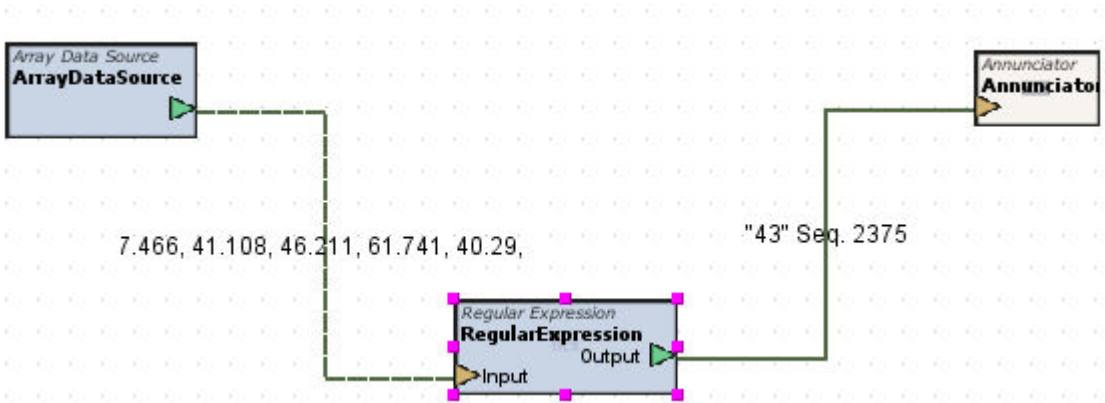 Array Data Source
ArrayDataSource
Annunciator
Annunciator
7.466, 41.108, 46.211, 61.741, 40.29,
"43" Seq. 2375
Regular Expression
RegularExpression
Output
Input